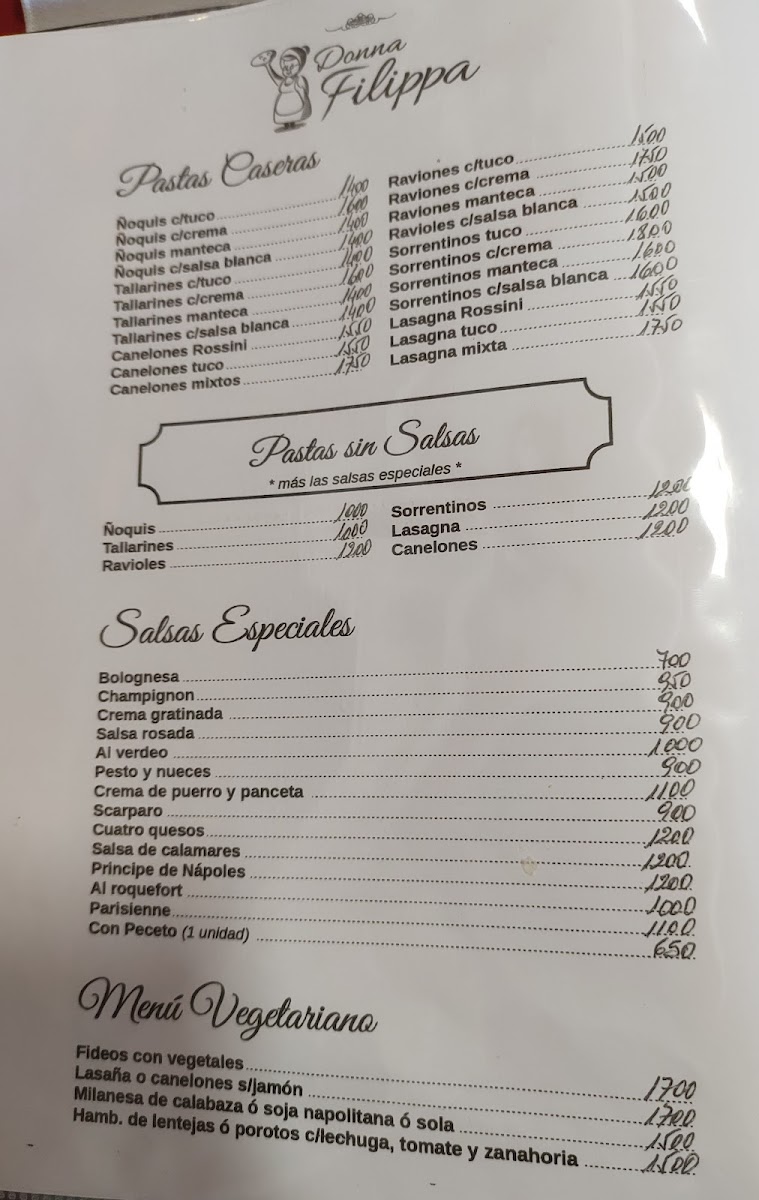 Donna
Filippa
Pastas Caseras
Ñoquis c/tuco 1400
Ñoquis c/crema 1600
Ñoquis manteca 1400
Ñoquis c/salsa blanca 1400
Tallarines c/tuco 1400
Tallarines c/crema 1600
Tallarines manteca 1400
Tallarines c/salsa blanca 1400
Canelones Rossini 1550
Canelones tuco 1550
Canelones mixtos 1750
Raviones c/tuco 1500
Raviones c/crema 1750
Raviones manteca 1500
Ravioles c/salsa blanca 1500
Sorrentinos tuco 1600
Sorrentinos c/crema 1800
Sorrentinos manteca 1600
Sorrentinos c/salsa blanca 1600
Lasagna Rossini 1550
Lasagna tuco 1550
Lasagna mixta 1750
Pastas sin Salsas
* más las salsas especiales *
Ñoquis 1000
Tallarines 1000
Ravioles 1200
Sorrentinos 1200
Lasagna 1200
Canelones 1200
Salsas Especiales
Bolognesa 700
Champignon 950
Crema gratinada 900
Salsa rosada 900
Al verdeo 1000
Pesto y nueces 900
Crema de puerro y panceta 1100
Scarparo 900
Cuatro quesos 1200
Salsa de calamares 1200
Principe de Nápoles 1200
Al roquefort 1000
Parisienne 1100
Con Peceto (1 unidad) 650
Menú Vegetariano
Fideos con vegetales 1700
Lasaña o canelones s/jamón 1700
Milanesa de calabaza ó soja napolitana ó sola 1500
Hamb. de lentejas ó porotos c/lechuga, tomate y zanahoria 1500